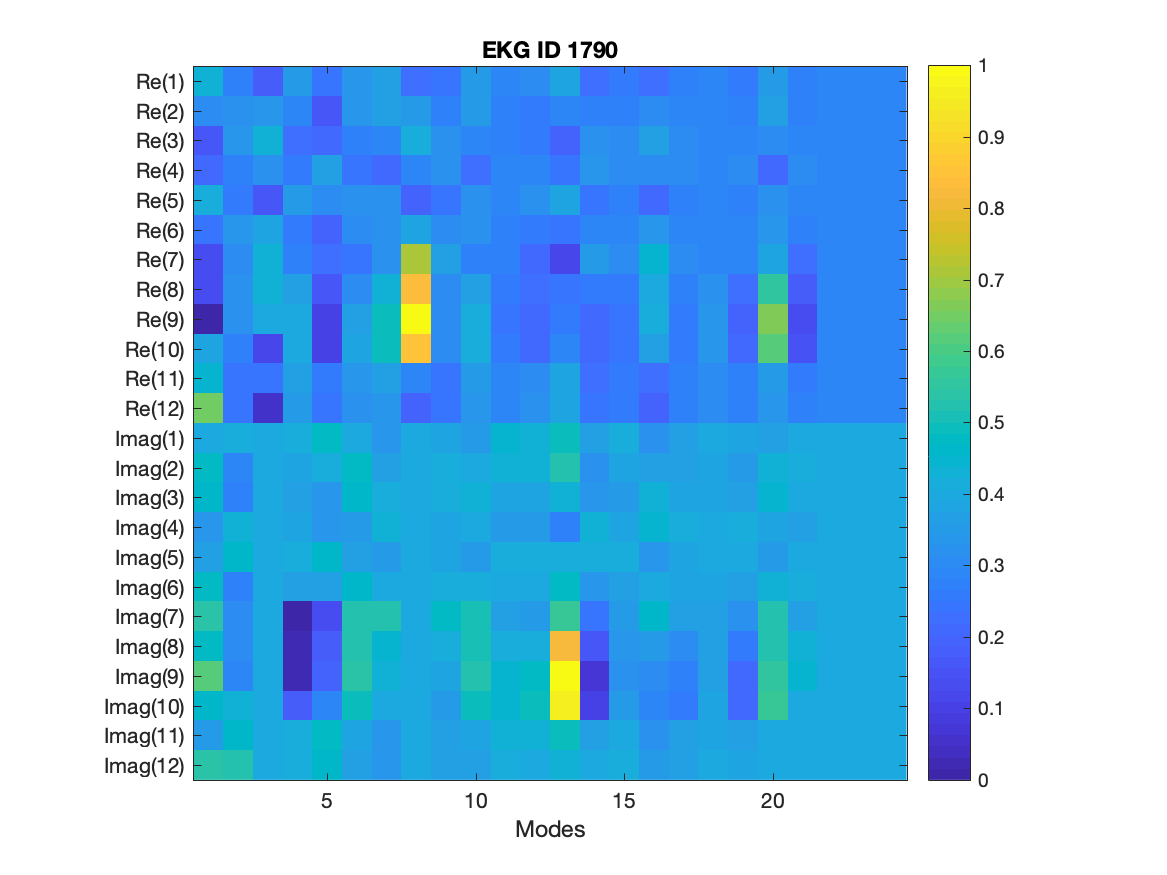 EKG ID 1790
Re(1)
Re(2)
Re(3)
Re(4)
Re(5)
Re(6)
Re(7)
Re(8)
Re(9)
Re(10)
Re(11)
Re(12)
Imag(1)
Imag(2)
Imag(3)
Imag(4)
Imag(5)
Imag(6)
Imag(7)
Imag(8)
Imag(9)
Imag(10)
Imag(11)
Imag(12)
5 10 15 20
Modes
1
0.9
0.8
0.7
0.6
0.5
0.4
0.3
0.2
0.1
0